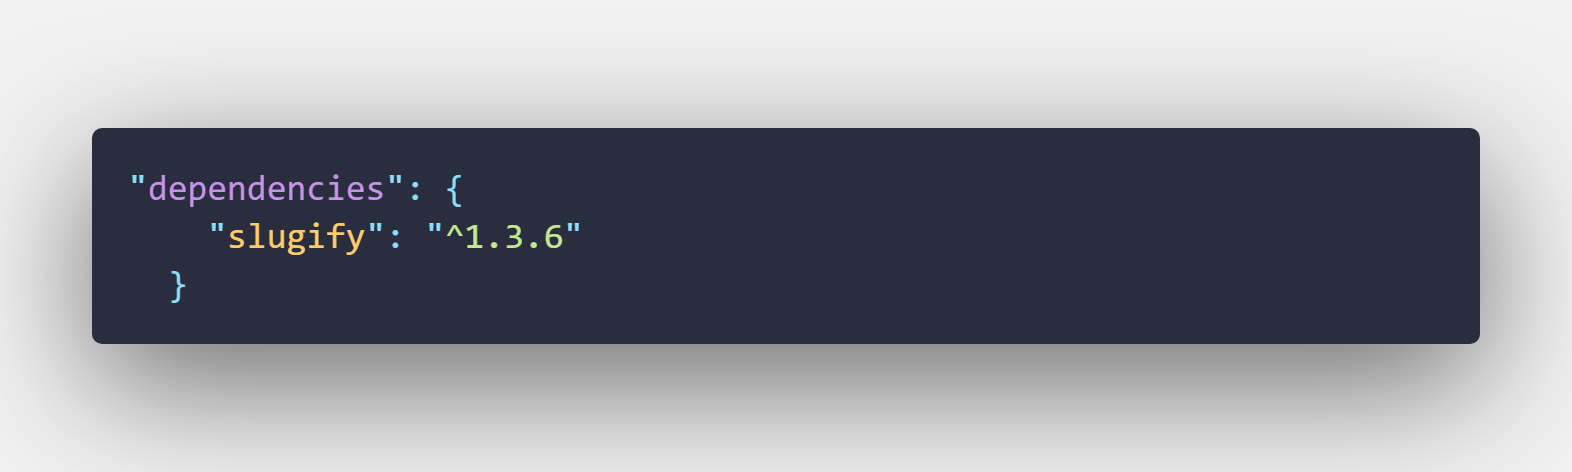 "dependencies": {
    "slugify": "^1.3.6"
  }